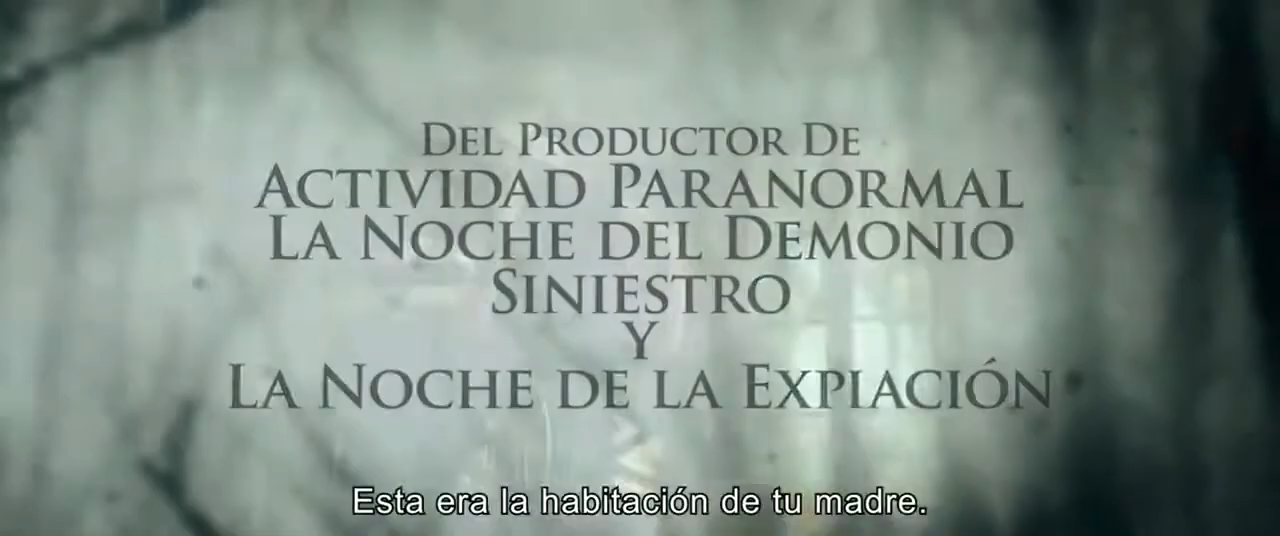 Del Productor De
Actividad Paranormal
La Noche del Demonio
Siniestro
Y
La Noche de la Expiación
Esta era la habitación de tu madre.